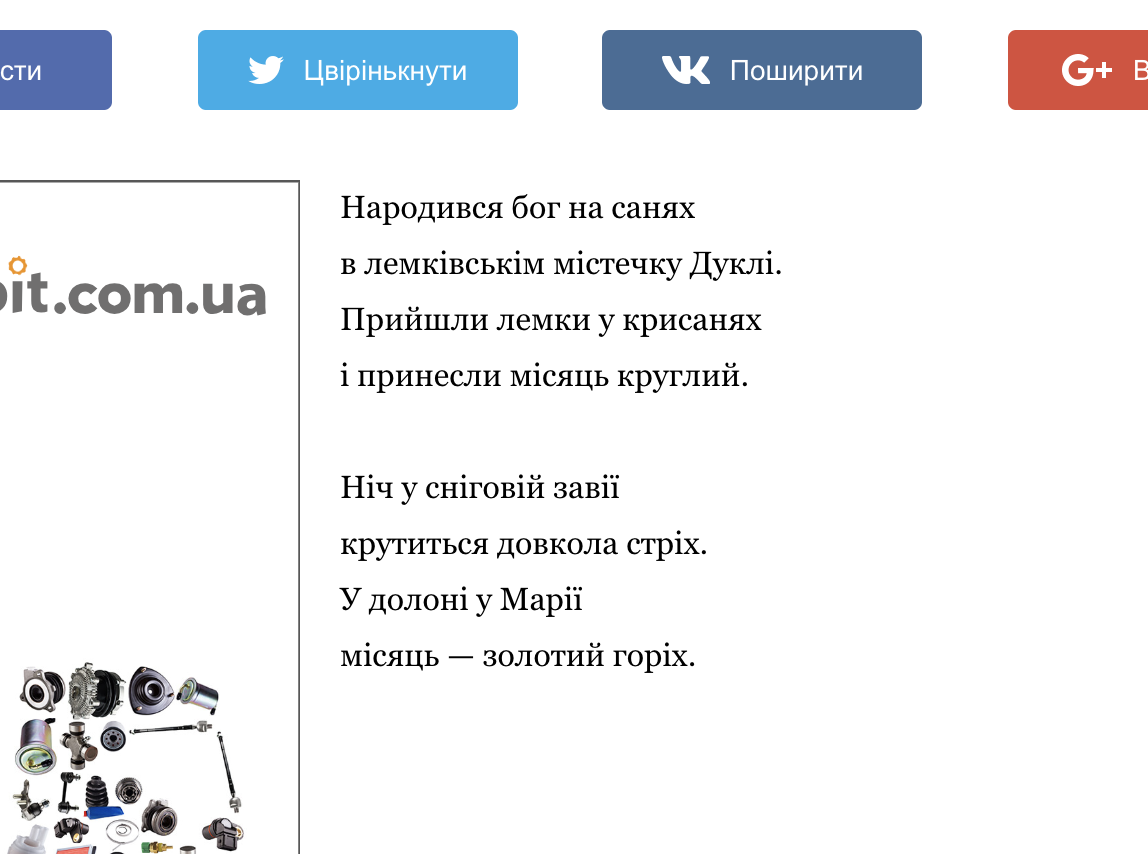 сти
Цвірінькнути
Поширити
G+ В
it.com.ua
Народився бог на санях
в лемківськім містечку Дуклі.
Прийшли лемки у крисанях
і принесли місяць круглий.
Ніч у сніговій завії
крутиться довкола стріх.
У долоні у Марії
місяць — золотий горіх.